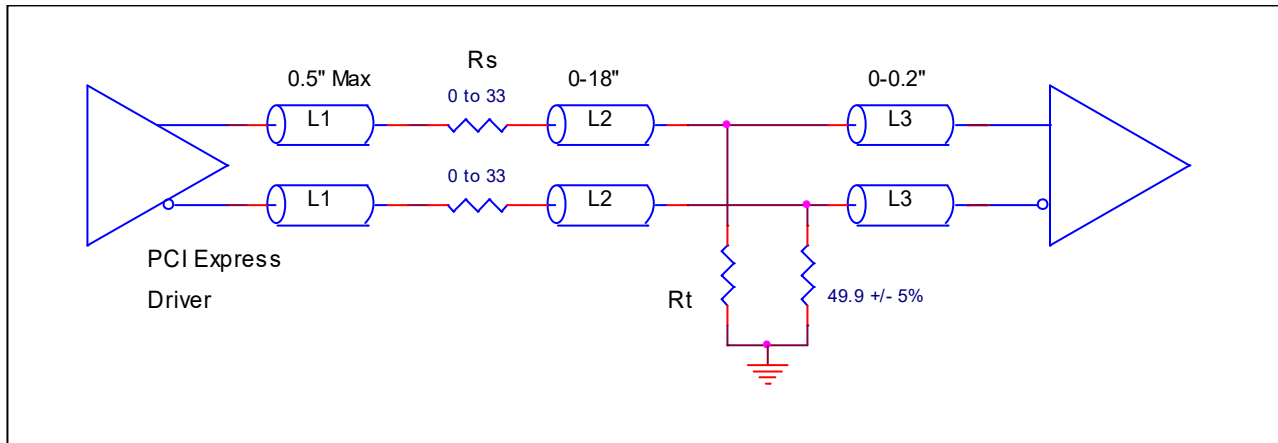 Rs
0.5" Max
0-18"
0-0.2"
0 to 33
L1
L2
L3
0 to 33
L1
L2
L3
PCI Express
Driver
Rt
49.9 +/- 5%